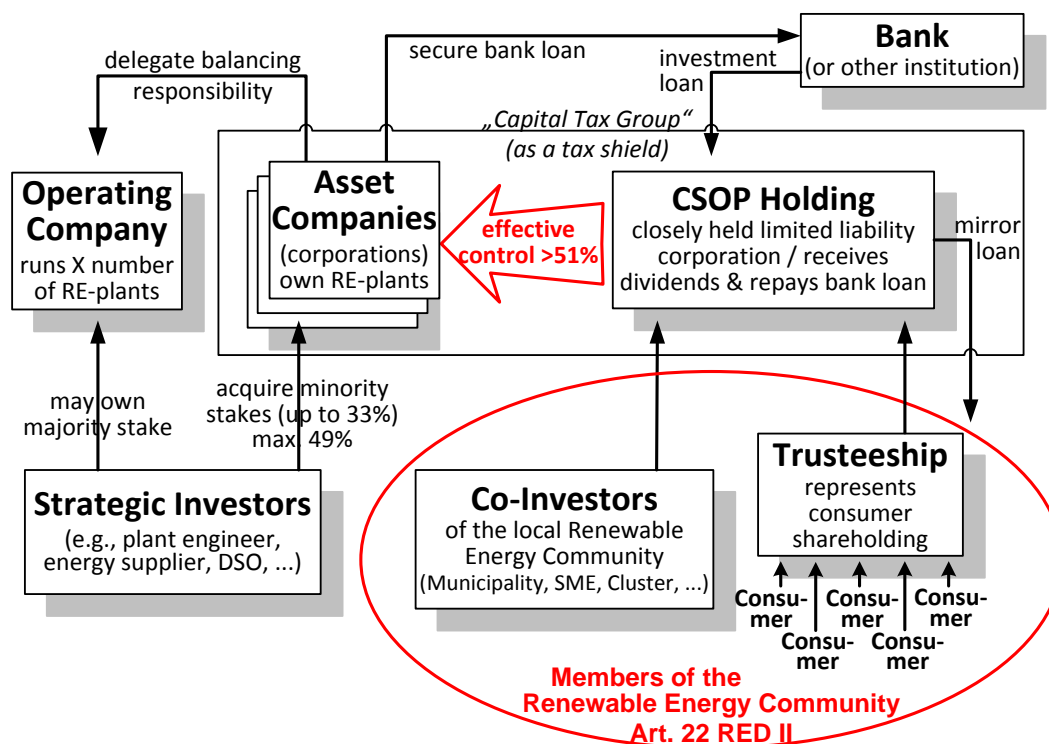 delegate balancing
responsibility
secure bank loan
Bank
(or other institution)
investment
loan
„Capital Tax Group“
(as a tax shield)
Operating
Company
runs X number
of RE-plants
Asset
Companies
(corporations)
own RE-plants
effective
control >51%
CSOP Holding
closely held limited liability
corporation / receives
dividends & repays bank loan
mirror
loan
may own
majority stake
acquire minority
stakes (up to 33%)
max. 49%
Strategic Investors
(e.g., plant engineer,
energy supplier, DSO, ...)
Co-Investors
of the local Renewable
Energy Community
(Municipality, SME, Cluster, ...)
Trusteeship
represents
consumer
shareholding
Consu-
mer
Consu-
mer
Consu-
mer
Consu-
mer
Consu-
mer
Members of the
Renewable Energy Community
Art. 22 RED II